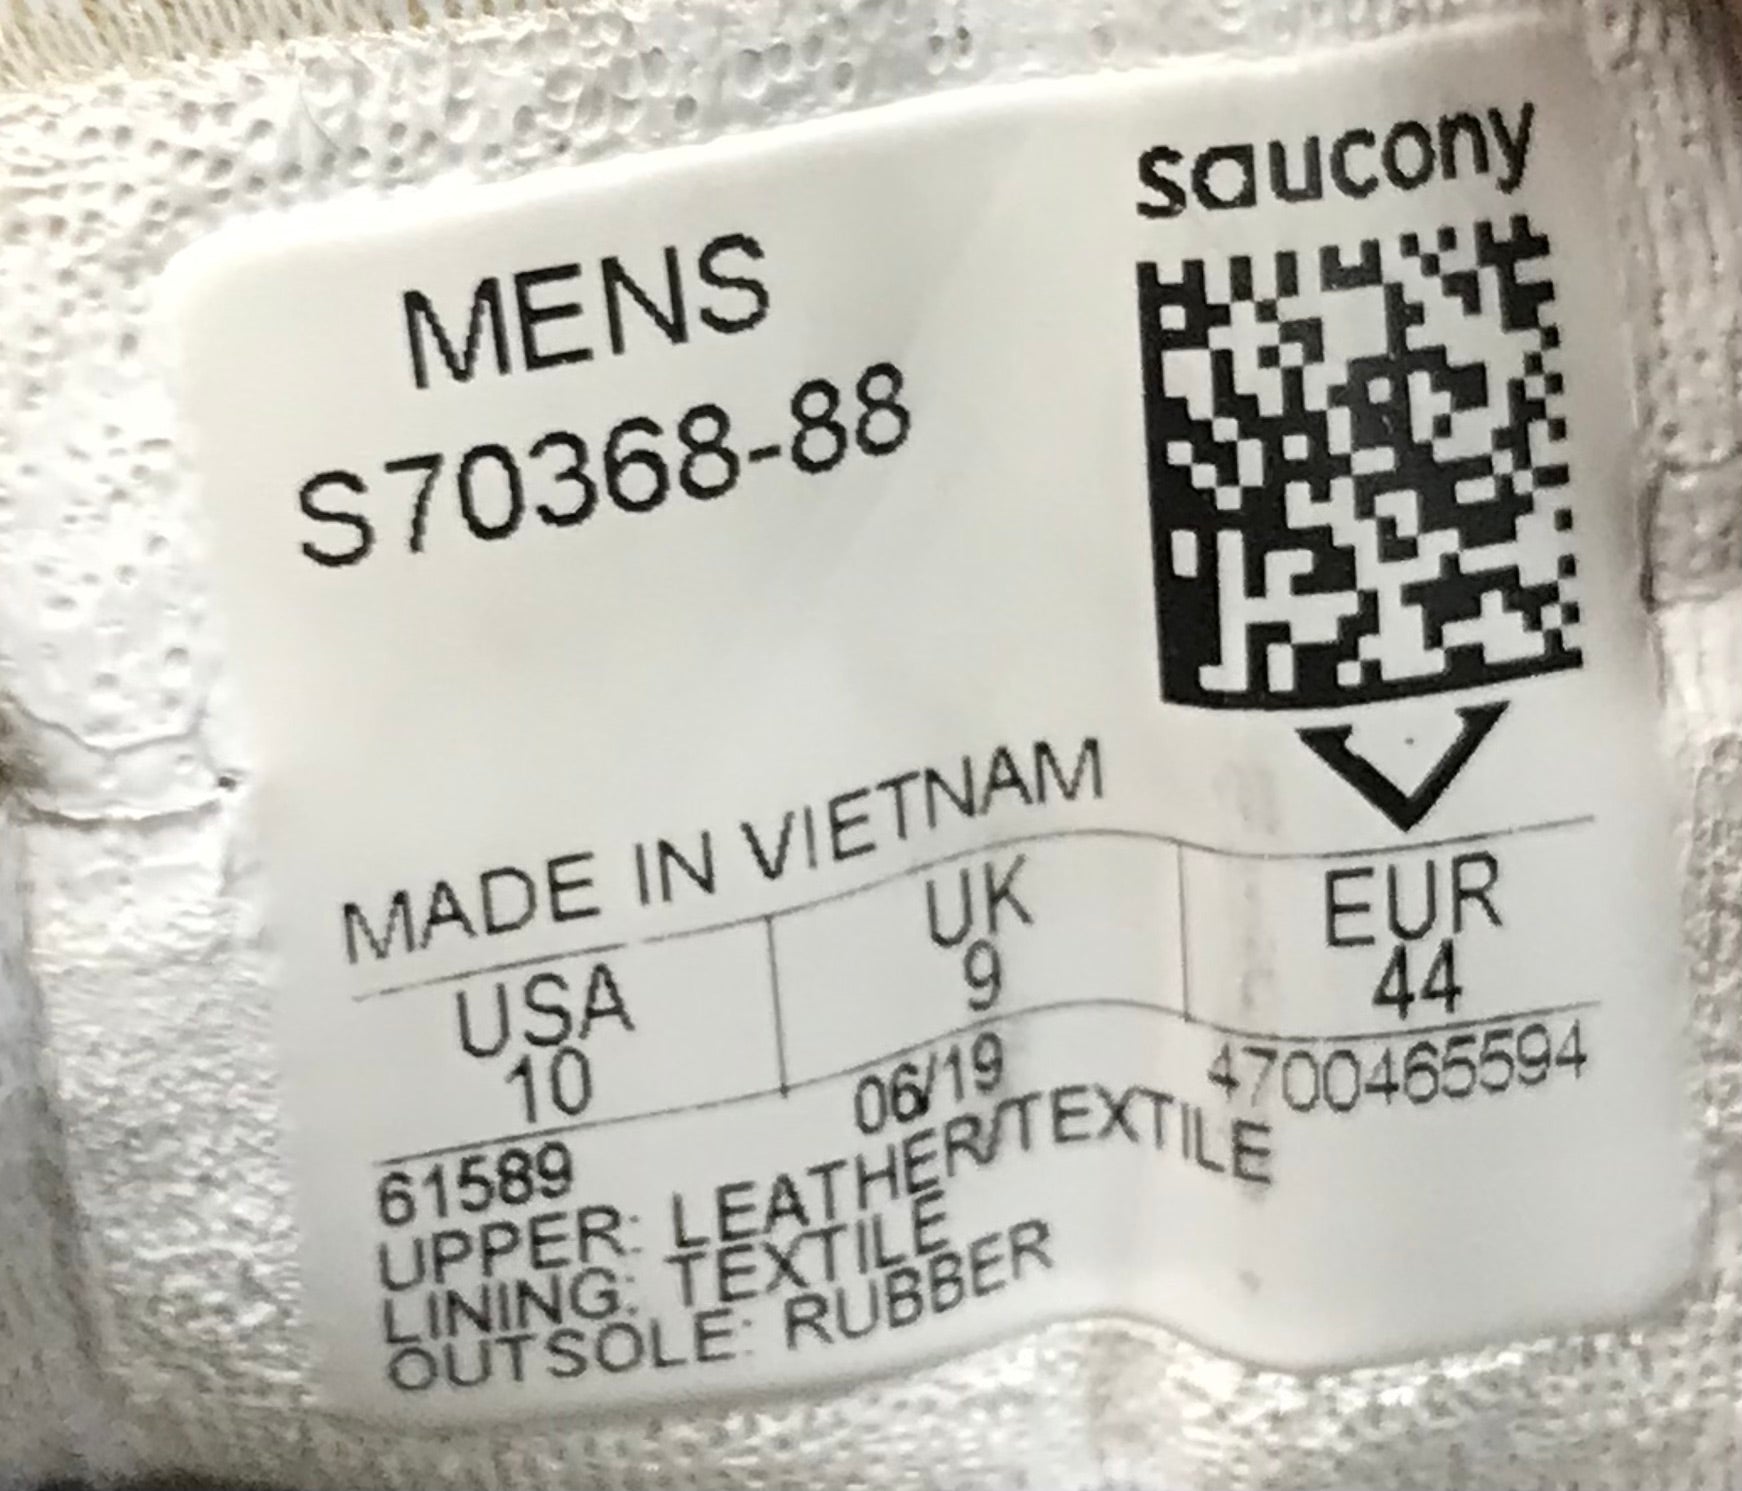 saucony
MENS
S70368-88
MADE IN VIETNAM
USA UK EUR
10 9 44
61589 06/19 4700465594
UPPER: LEATHER/TEXTILE
LINING: TEXTILE
OUTSOLE: RUBBER